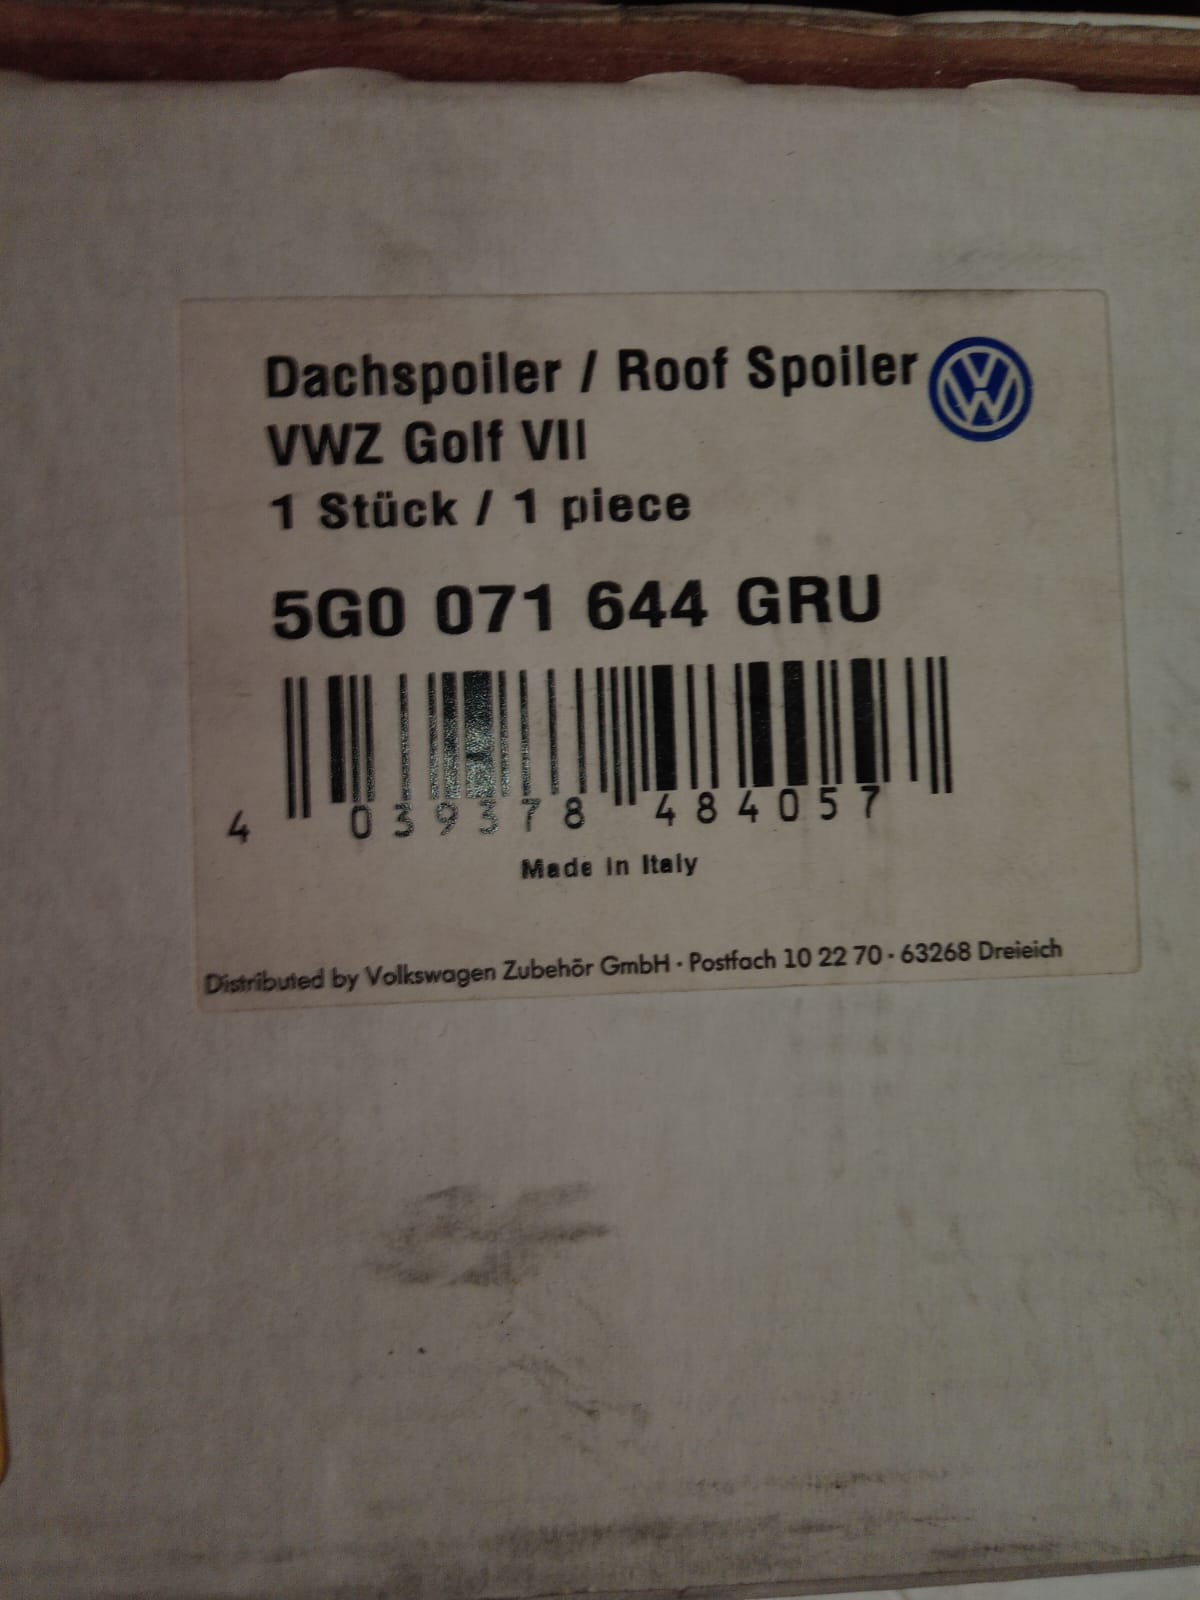 Dachspoiler / Roof Spoiler
VWZ Golf VII
1 Stück / 1 piece
5G0 071 644 GRU
4 039378 484057
Made in Italy
Distributed by Volkswagen Zubehör GmbH · Postfach 10 22 70 · 63268 Dreieich